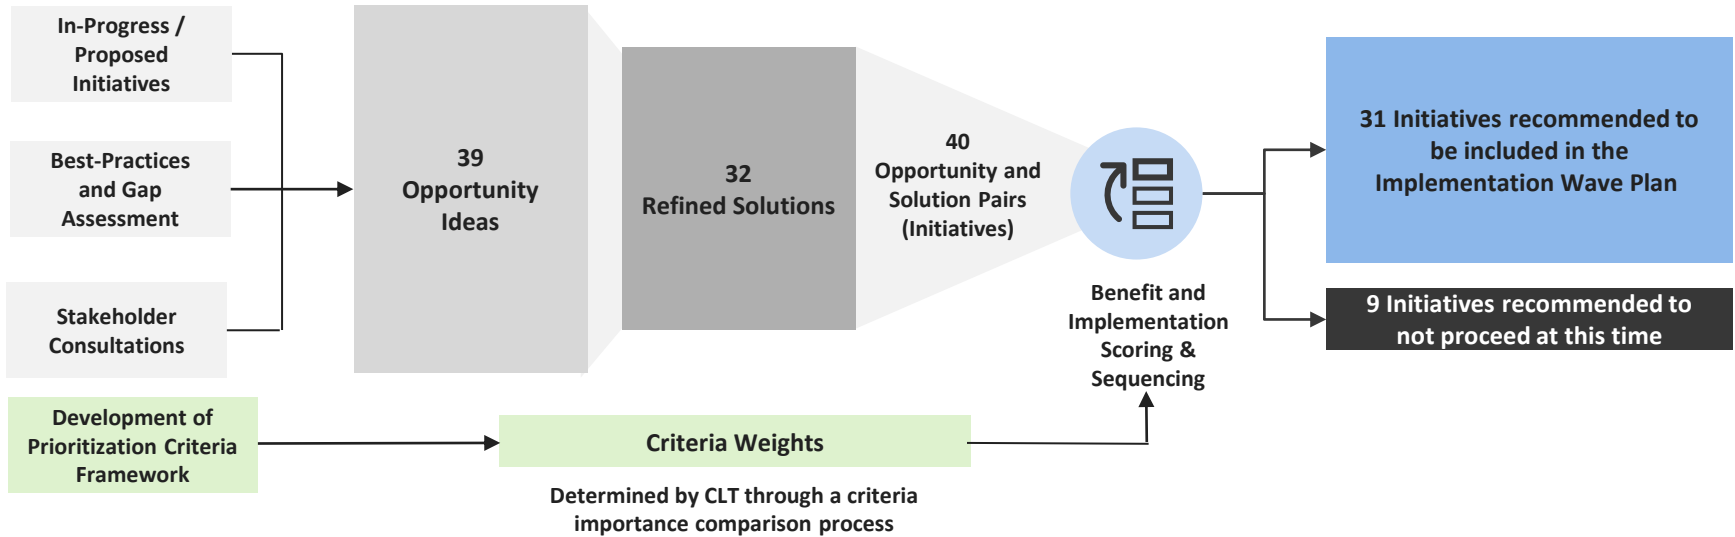 In-Progress /
Proposed
Initiatives
Best-Practices
and Gap
Assessment
Stakeholder
Consultations
39
Opportunity
Ideas
32
Refined Solutions
40
Opportunity and
Solution Pairs
(Initiatives)
Benefit and
Implementation
Scoring &
Sequencing
31 Initiatives recommended to
be included in the
Implementation Wave Plan
9 Initiatives recommended to
not proceed at this time
Development of
Prioritization Criteria
Framework
Criteria Weights
Determined by CLT through a criteria
importance comparison process